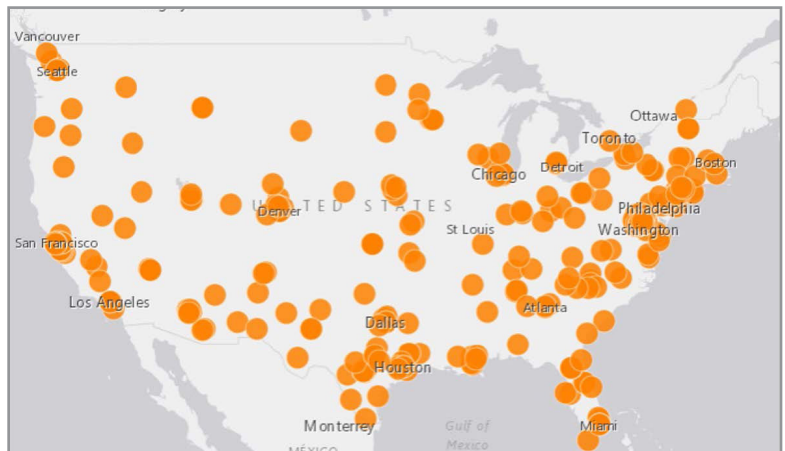 Vancouver
Seattle
Ottawa
Toronto
Boston
Detroit
Chicago
UNITED STATES
Denver
Philadelphia
St Louis
Washington
San Francisco
Los Angeles
Atlanta
Dallas
Houston
Monterrey
Gulf of
Mexico
Miami
MÉXICO